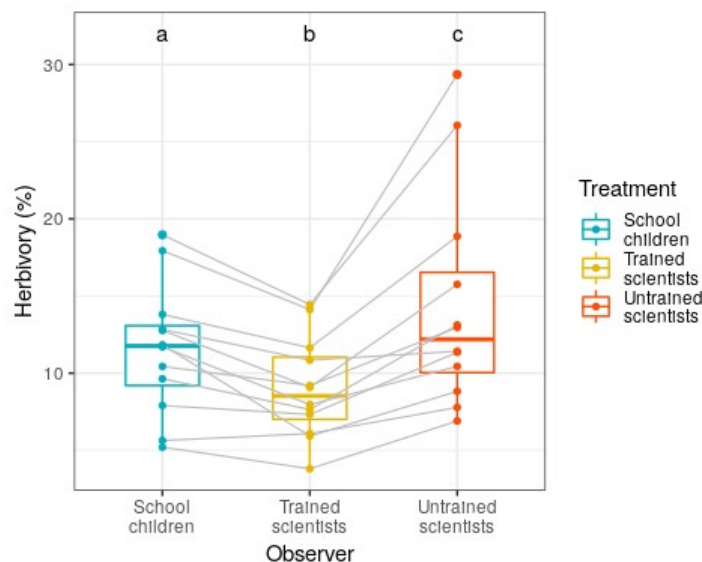 a b c
30
20
10
Herbivory (%)
School
children
Trained
scientists
Untrained
scientists
Observer
Treatment
School
children
Trained
scientists
Untrained
scientists